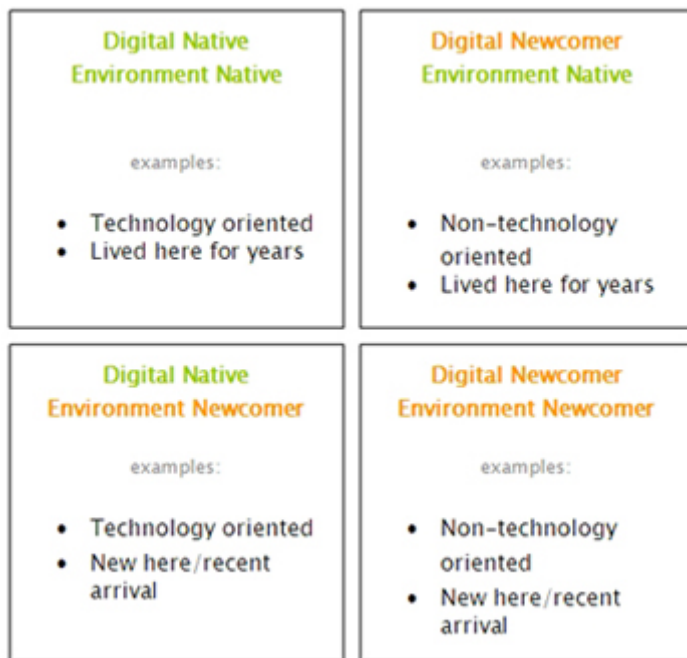 Digital Native
Environment Native
examples:
• Technology oriented
• Lived here for years
Digital Newcomer
Environment Native
examples:
• Non-technology
oriented
• Lived here for years
Digital Native
Environment Newcomer
examples:
• Technology oriented
• New here/recent
arrival
Digital Newcomer
Environment Newcomer
examples:
• Non-technology
oriented
• New here/recent
arrival